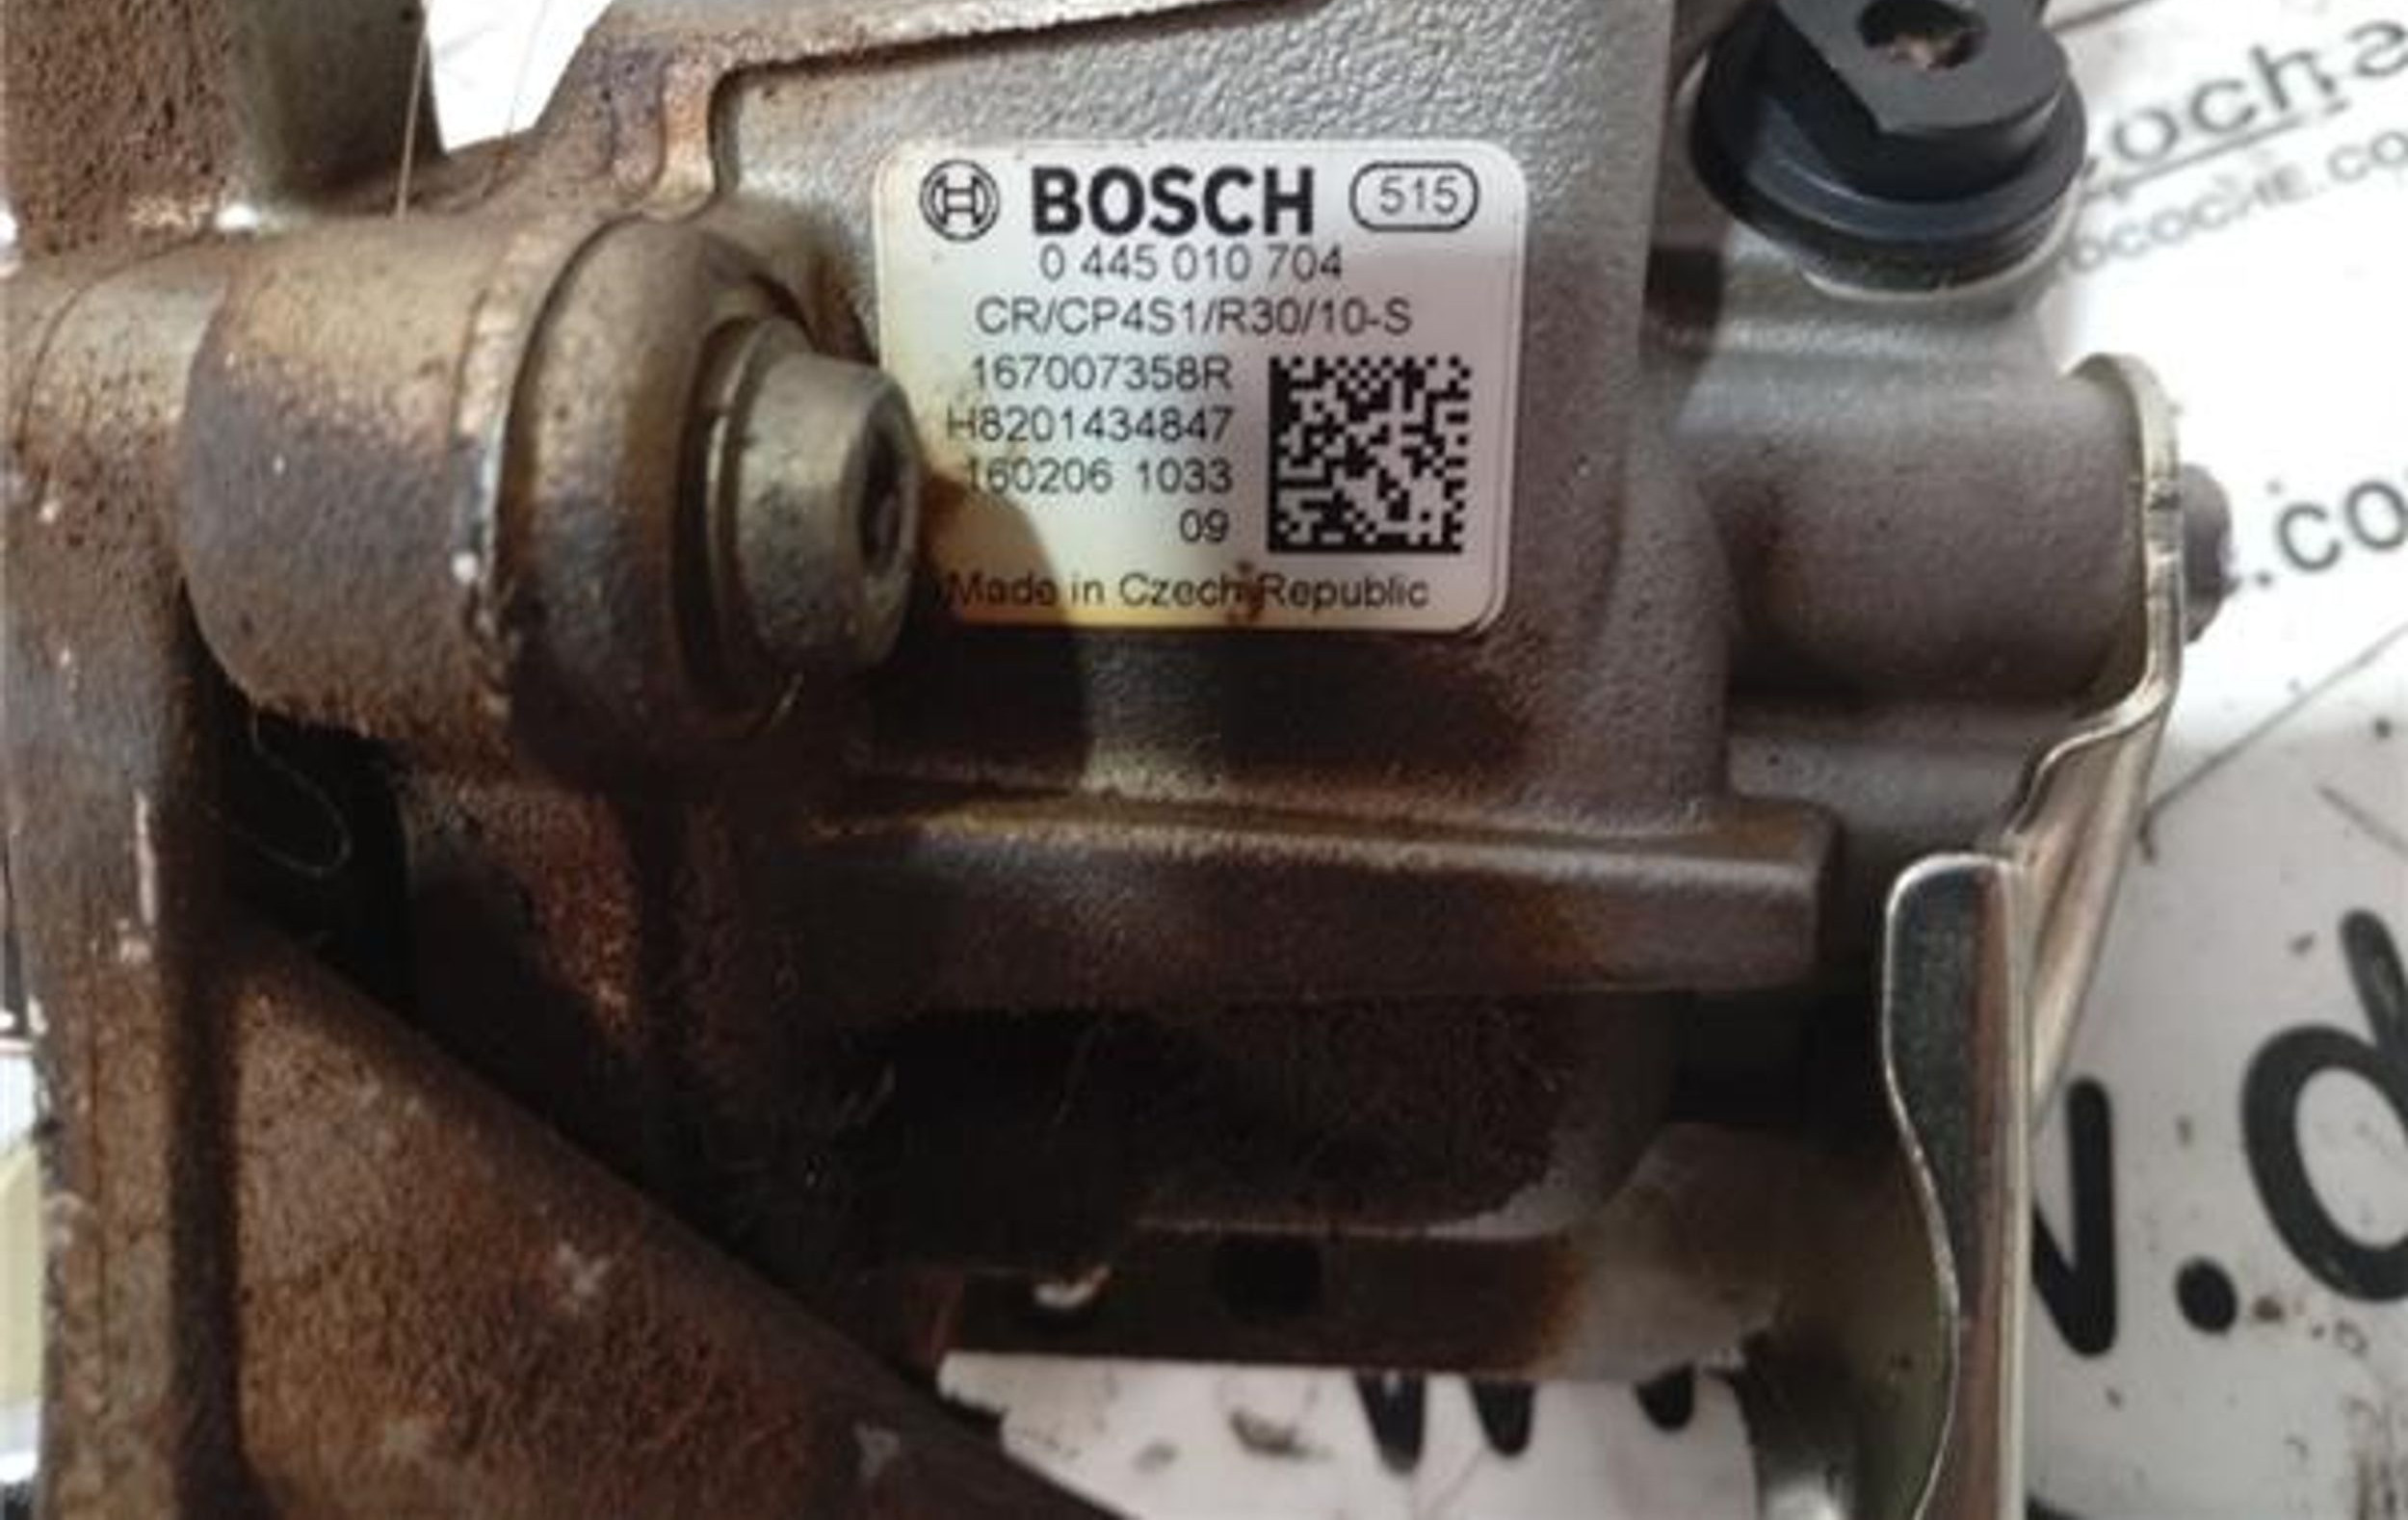 BOSCH 515
0 445 010 704
CR/CP4S1/R30/10-S
167007358R
H8201434847
160206 1033
09
Made in Czech Republic
.co